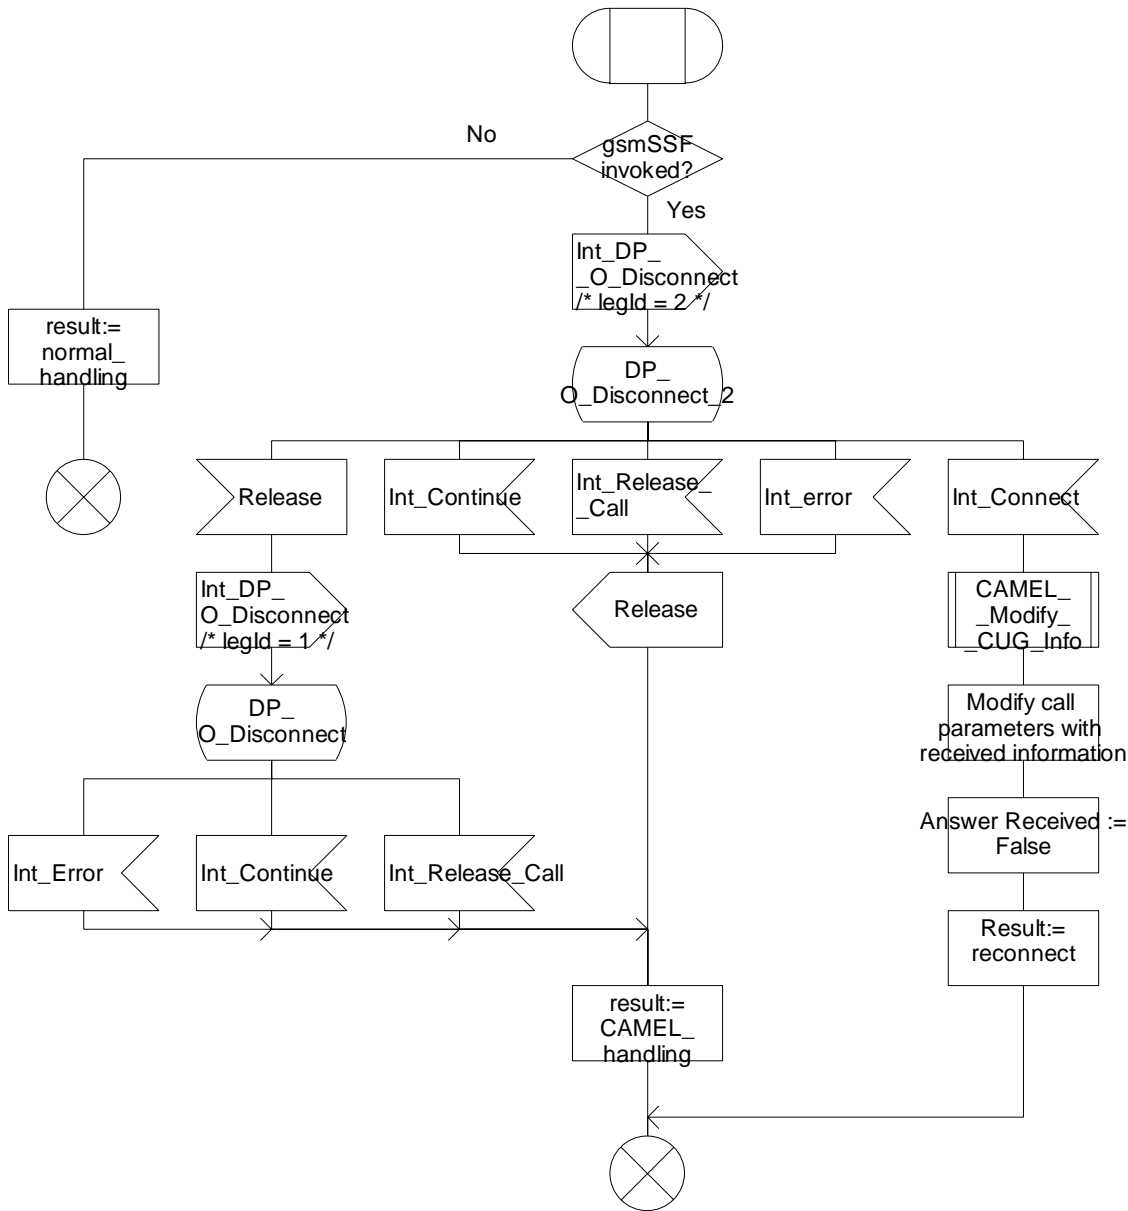 gsmSSF
invoked?
No
Yes
Int_DP_
_O_Disconnect
/* legId = 2 */
result:=
normal_
handling
DP_
O_Disconnect_2
Release
Int_Continue
Int_Release_
_Call
Int_error
Int_Connect
Int_DP_
O_Disconnect
/* legId = 1 */
Release
CAMEL_
_Modify_
_CUG_Info
DP_
O_Disconnect
Modify call
parameters with
received information
Answer Received :=
False
Int_Error
Int_Continue
Int_Release_Call
Result:=
reconnect
result:=
CAMEL_
handling